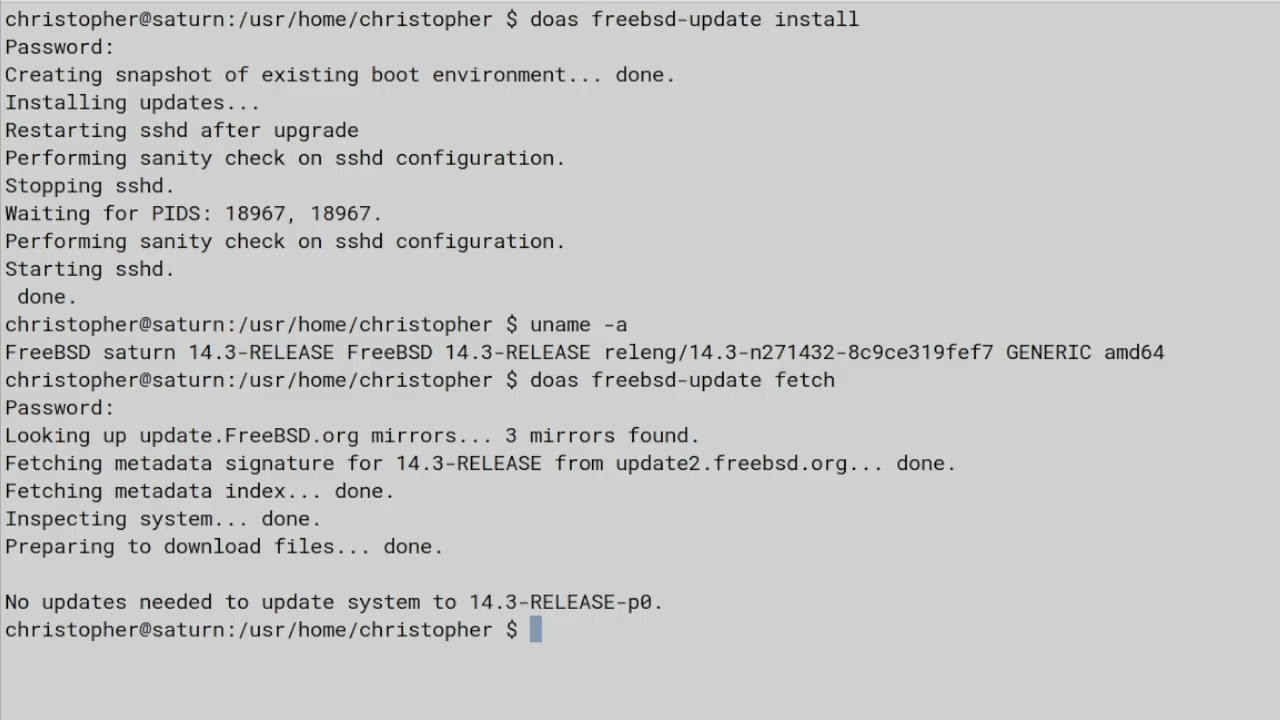 christopher@saturn:/usr/home/christopher $ doas freebsd-update install
Password:
Creating snapshot of existing boot environment... done.
Installing updates...
Restarting sshd after upgrade
Performing sanity check on sshd configuration.
Stopping sshd.
Waiting for PIDS: 18967, 18967.
Performing sanity check on sshd configuration.
Starting sshd.
 done.
christopher@saturn:/usr/home/christopher $ uname -a
FreeBSD saturn 14.3-RELEASE FreeBSD 14.3-RELEASE releng/14.3-n271432-8c9ce319fef7 GENERIC amd64
christopher@saturn:/usr/home/christopher $ doas freebsd-update fetch
Password:
Looking up update.FreeBSD.org mirrors... 3 mirrors found.
Fetching metadata signature for 14.3-RELEASE from update2.freebsd.org... done.
Fetching metadata index... done.
Inspecting system... done.
Preparing to download files... done.

No updates needed to update system to 14.3-RELEASE-p0.
christopher@saturn:/usr/home/christopher $